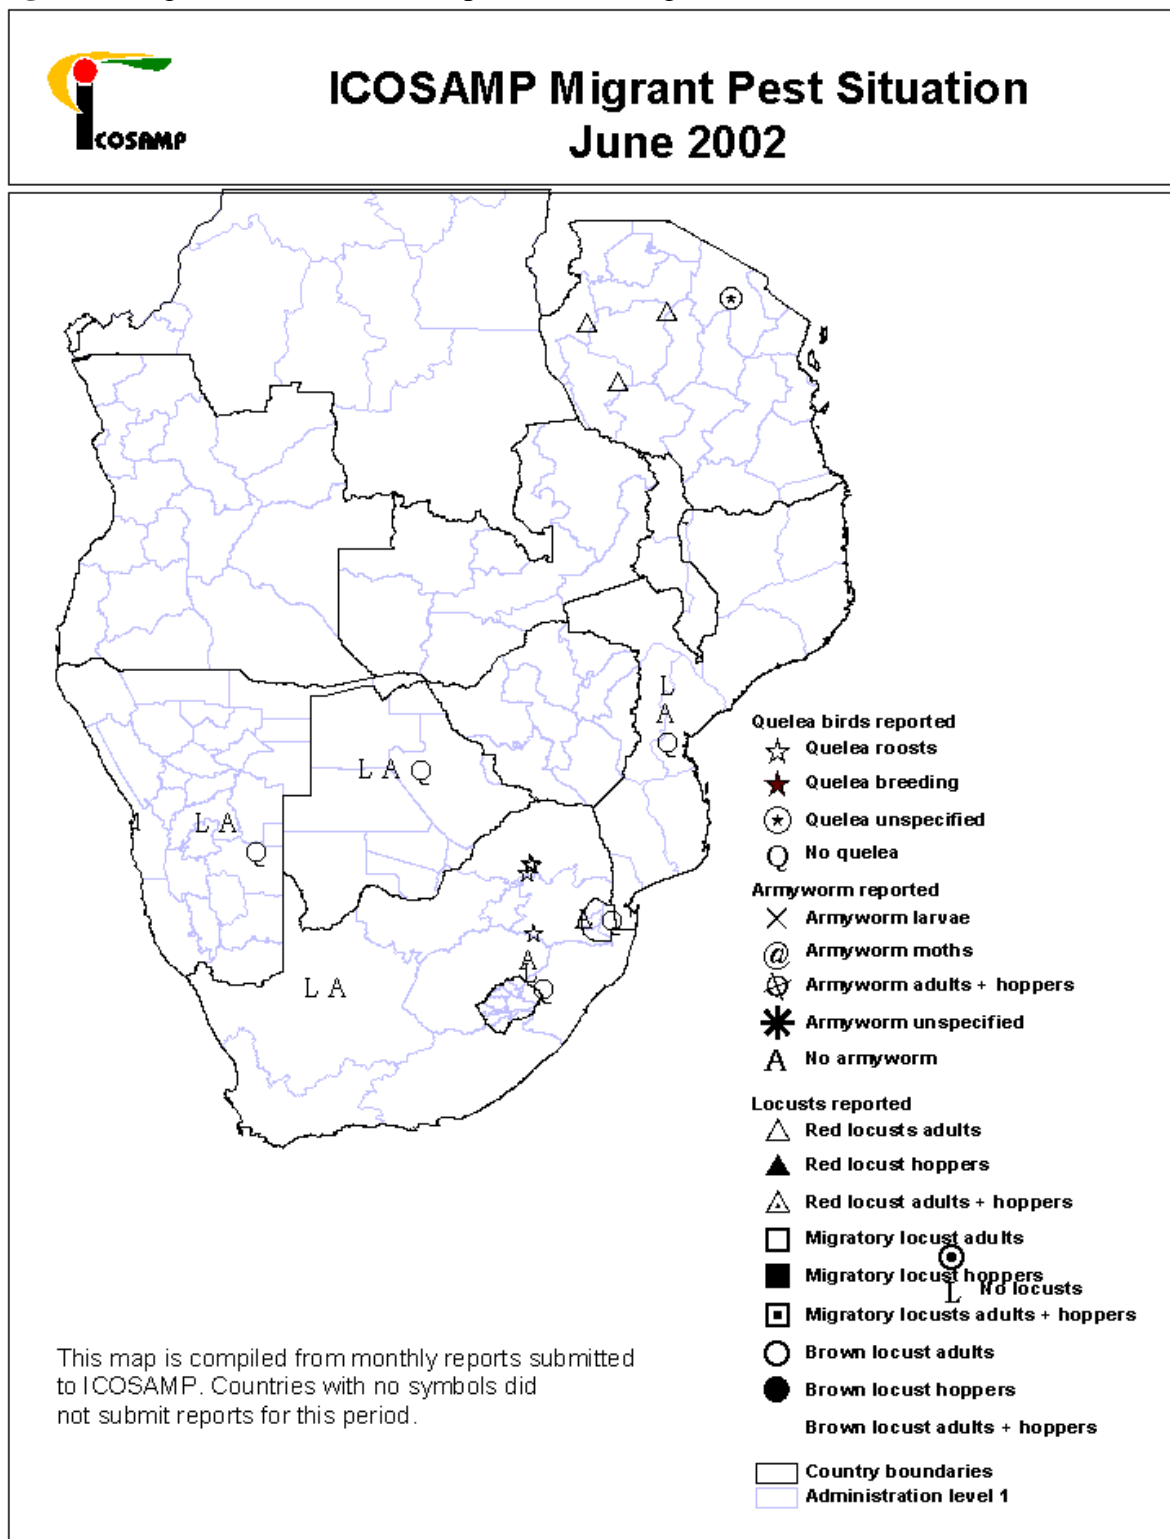 ICOSAMP
ICOSAMP Migrant Pest Situation
June 2002
L
A
Q
L A Q
L A
Q
A Q
A
L
Q
L A
Quelea birds reported
Quelea roosts
Quelea breeding
Quelea unspecified
Q No quelea
Armyworm reported
Armyworm larvae
@ Armyworm moths
Armyworm adults + hoppers
Armyworm unspecified
A No armyworm
Locusts reported
Red locusts adults
Red locust hoppers
Red locust adults + hoppers
Migratory locust adults
Migratory locust hoppers
L No locusts
Migratory locusts adults + hoppers
Brown locust adults
Brown locust hoppers
Brown locust adults + hoppers
Country boundaries
Administration level 1
This map is compiled from monthly reports submitted
to ICOSAMP. Countries with no symbols did
not submit reports for this period.